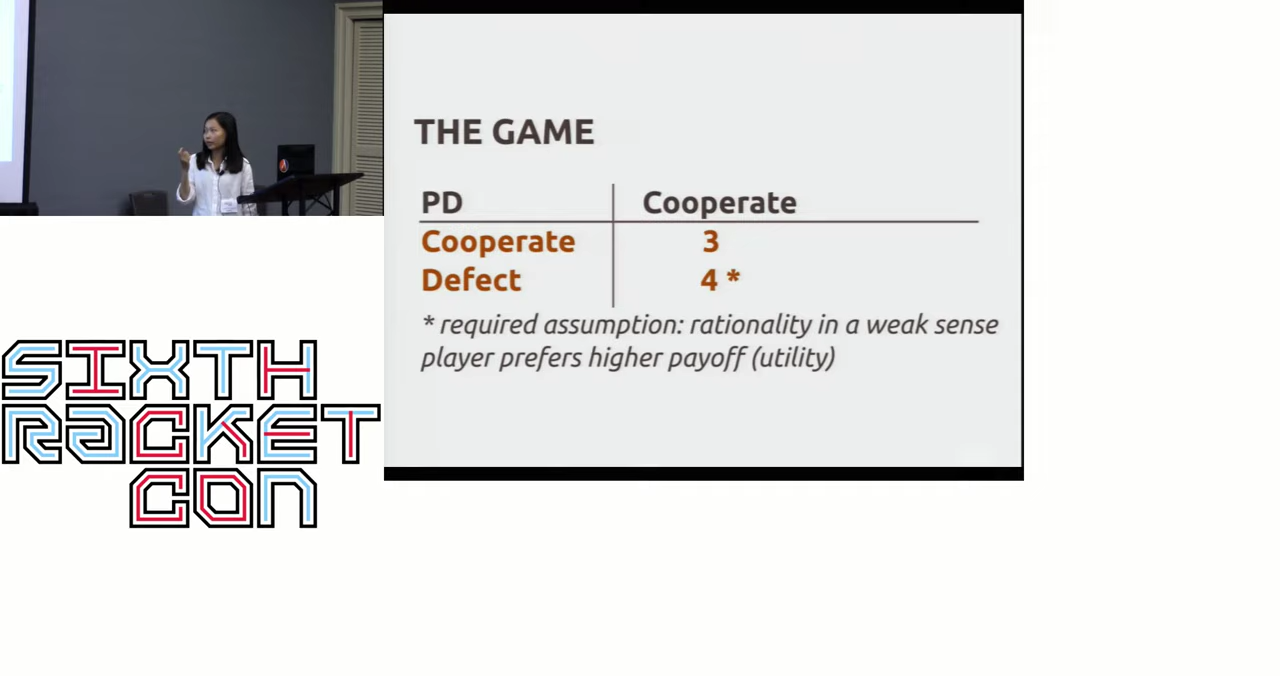 THE GAME
PD Cooperate
Cooperate 3
Defect 4 *
* required assumption: rationality in a weak sense
player prefers higher payoff (utility)
SIXTH
RACKET
CON